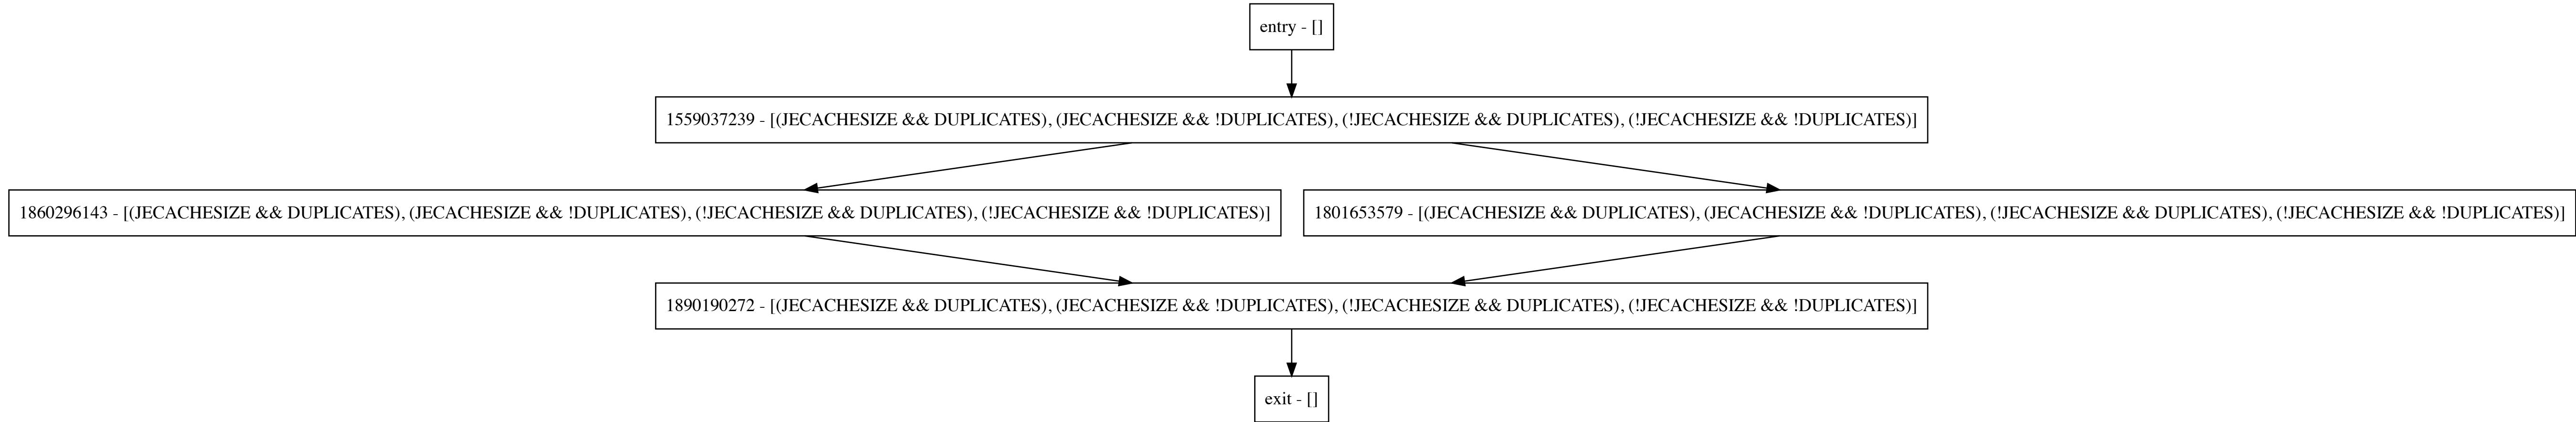 entry - []
1559037239 - [(JECACHESIZE && DUPLICATES), (JECACHESIZE && !DUPLICATES), (!JECACHESIZE && DUPLICATES), (!JECACHESIZE && !DUPLICATES)]
1860296143 - [(JECACHESIZE && DUPLICATES), (JECACHESIZE && !DUPLICATES), (!JECACHESIZE && DUPLICATES), (!JECACHESIZE && !DUPLICATES)]
1801653579 - [(JECACHESIZE && DUPLICATES), (JECACHESIZE && !DUPLICATES), (!JECACHESIZE && DUPLICATES), (!JECACHESIZE && !DUPLICATES)]
1890190272 - [(JECACHESIZE && DUPLICATES), (JECACHESIZE && !DUPLICATES), (!JECACHESIZE && DUPLICATES), (!JECACHESIZE && !DUPLICATES)]
exit - []